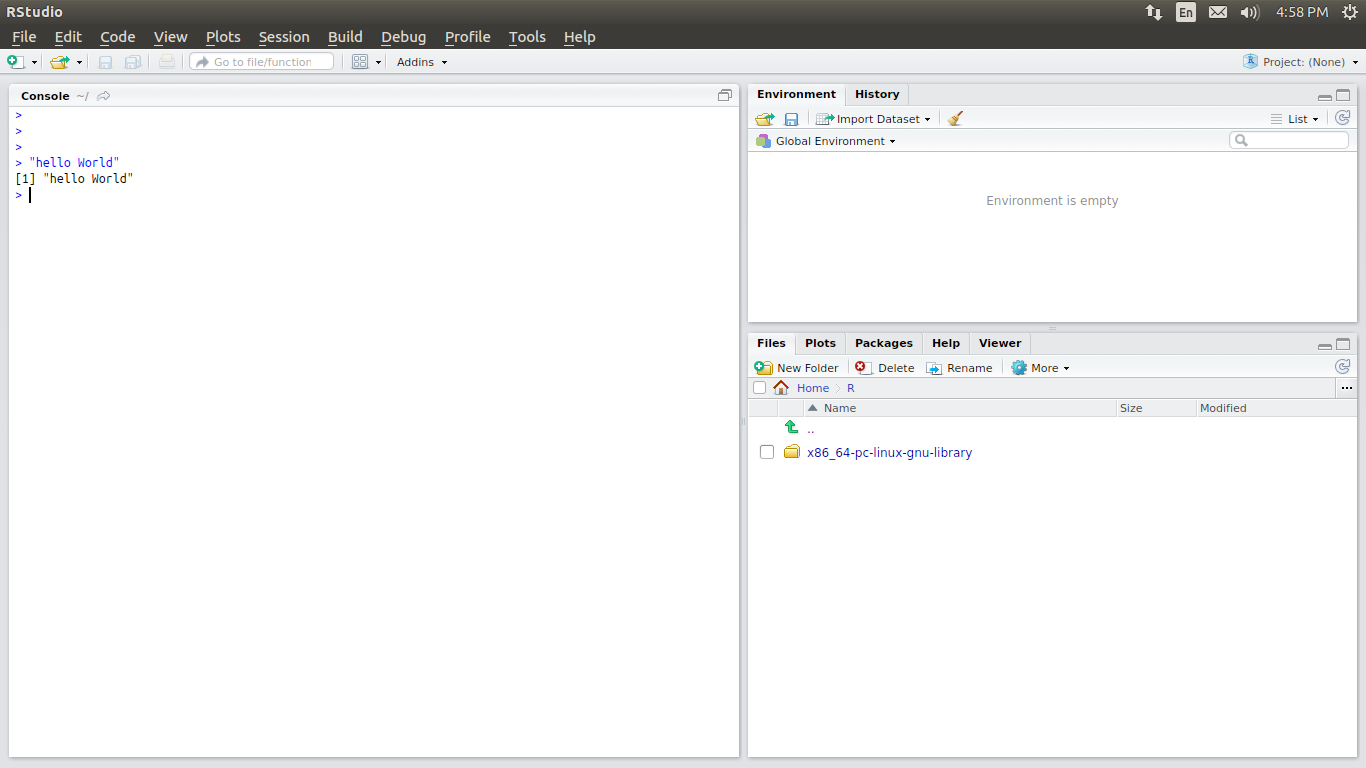 RStudio
En
4:58 PM
File Edit Code View Plots Session Build Debug Profile Tools Help
Go to file/function
Addins
Project: (None)
Console ~/
>
>
>
> "hello World"
[1] "hello World"
>
Environment History
Import Dataset
List
Global Environment
Environment is empty
Files Plots Packages Help Viewer
New Folder Delete Rename More
Home R
...
Name Size Modified
..
x86_64-pc-linux-gnu-library